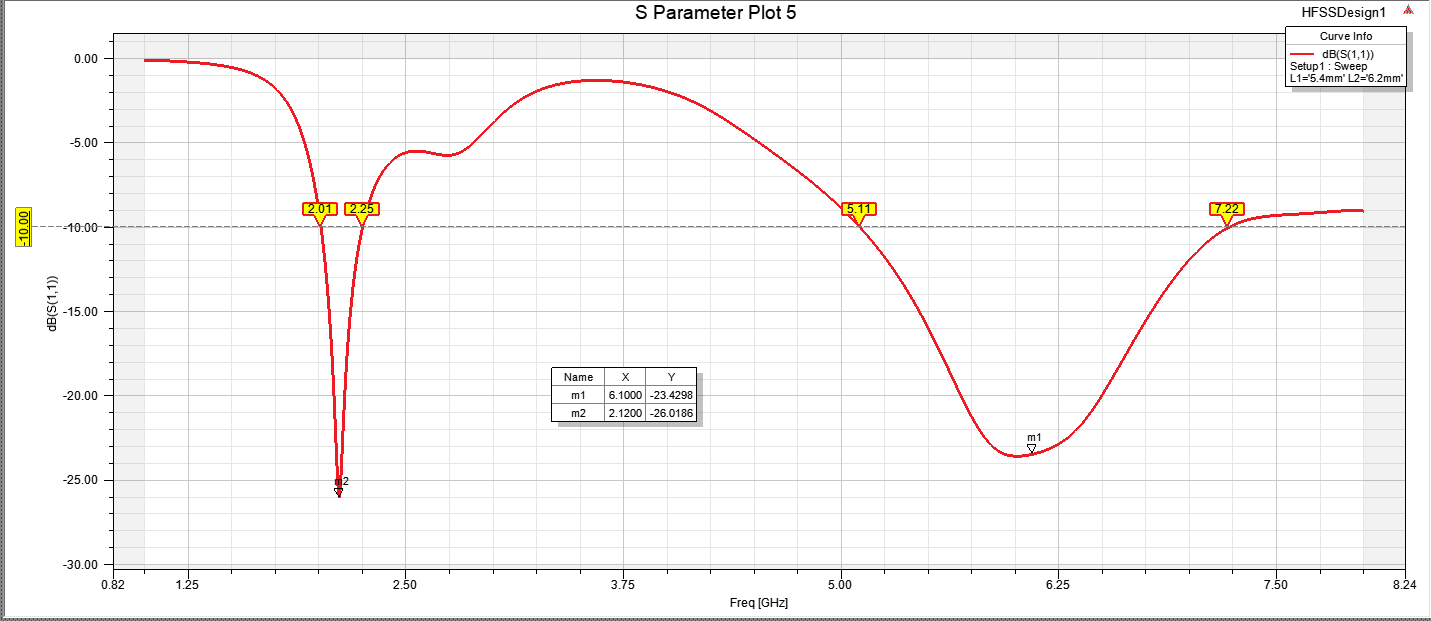 S Parameter Plot 5
HFSSDesign1
Curve Info
dB(S(1,1))
Setup1 : Sweep
L1='5.4mm' L2='6.2mm'
0.00
-5.00
-10.00
-10.00
-15.00
-20.00
-25.00
-30.00
dB(S(1,1))
2.01
2.25
5.11
7.22
Name X Y
m1 6.1000 -23.4298
m2 2.1200 -26.0186
m1
m2
0.82 1.25 2.50 3.75 5.00 6.25 7.50 8.24
Freq [GHz]